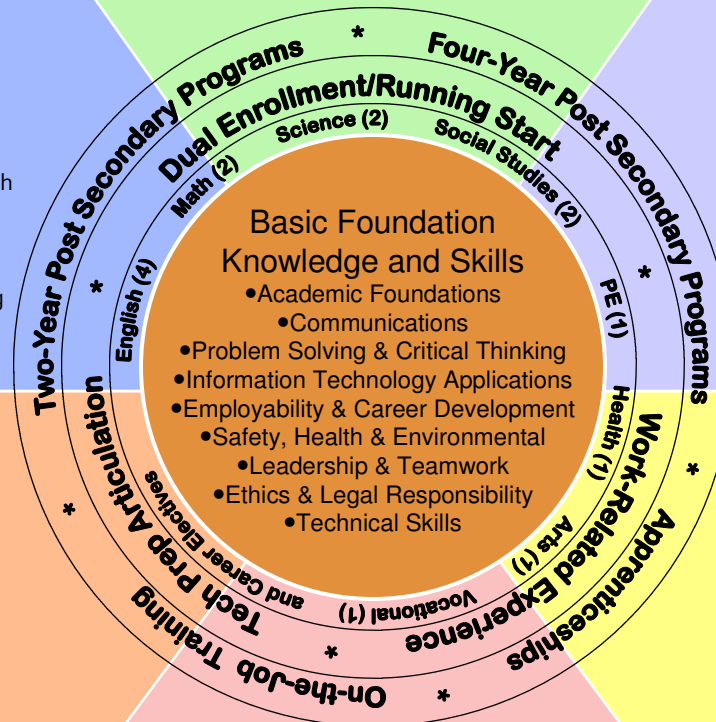 h
g
Two-Year Post Secondary Programs * Four-Year Post Secondary Programs * Apprenticeships * On-the-Job Training *
Dual Enrollment/Running Start * Work-Related Experience * Tech Prep Articulation *
English (4)
Math (2)
Science (2)
Social Studies (2)
PE (1)
Health (1)
Arts (1)
Vocational (1)
and Career Electives
Basic Foundation
Knowledge and Skills
•Academic Foundations
•Communications
•Problem Solving & Critical Thinking
•Information Technology Applications
•Employability & Career Development
•Safety, Health & Environmental
•Leadership & Teamwork
•Ethics & Legal Responsibility
•Technical Skills